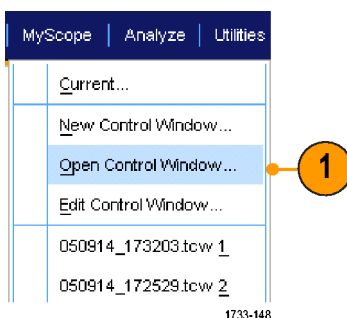 MyScope | Analyze | Utilities
Current...
New Control Window...
Open Control Window...
1
Edit Control Window...
050914_173203.tcw 1
050914_172529.tcw 2
1733-148